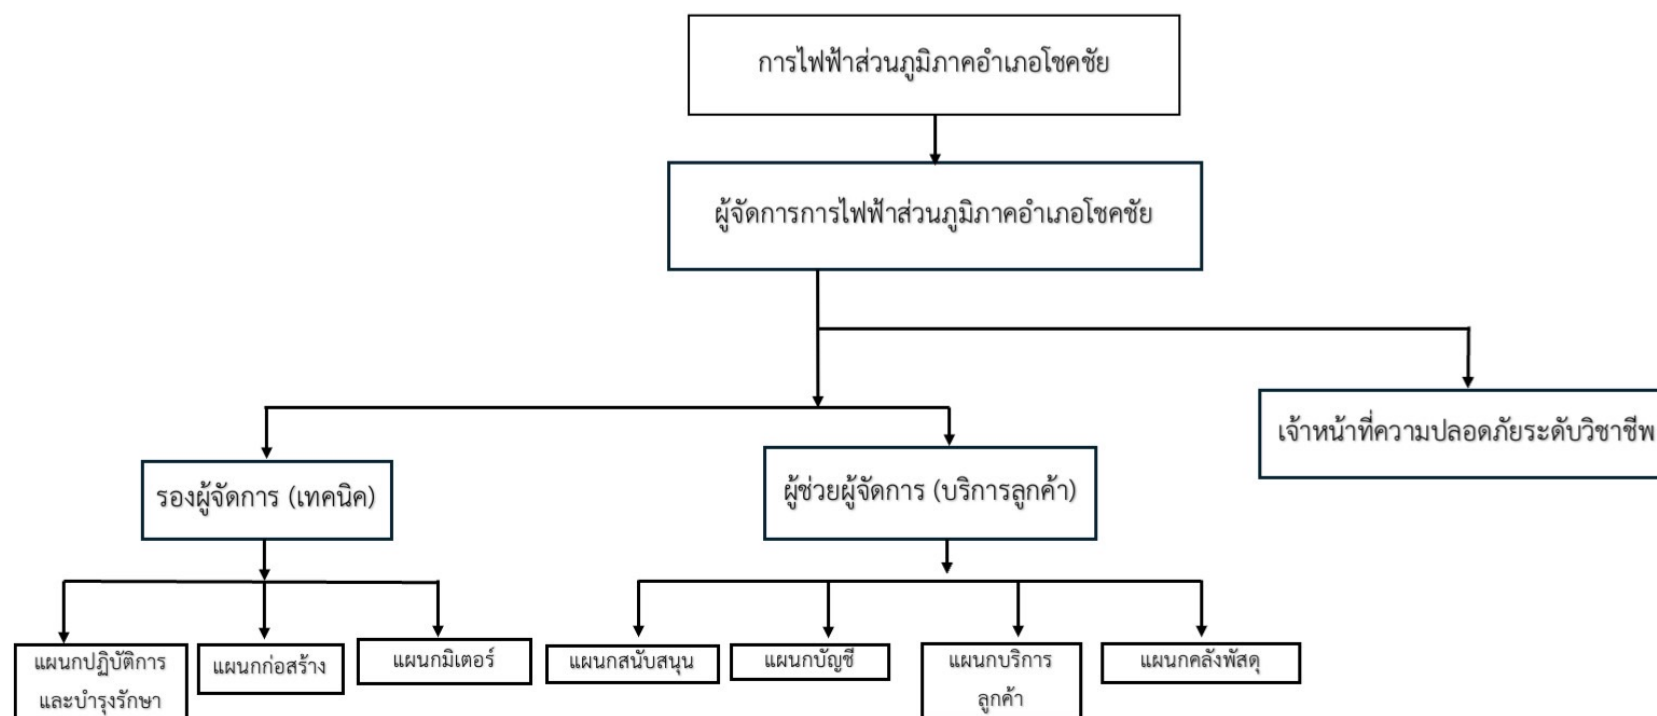 การไฟฟ้าส่วนภูมิภาคอำเภอโชคชัย
ผู้จัดการการไฟฟ้าส่วนภูมิภาคอำเภอโชคชัย
เจ้าหน้าที่ความปลอดภัยระดับวิชาชีพ
รองผู้จัดการ (เทคนิค)
ผู้ช่วยผู้จัดการ (บริการลูกค้า)
แผนกปฏิบัติการ
และบำรุงรักษา
แผนกก่อสร้าง
แผนกมิเตอร์
แผนกสนับสนุน
แผนกบัญชี
แผนกบริการ
ลูกค้า
แผนกคลังพัสดุ